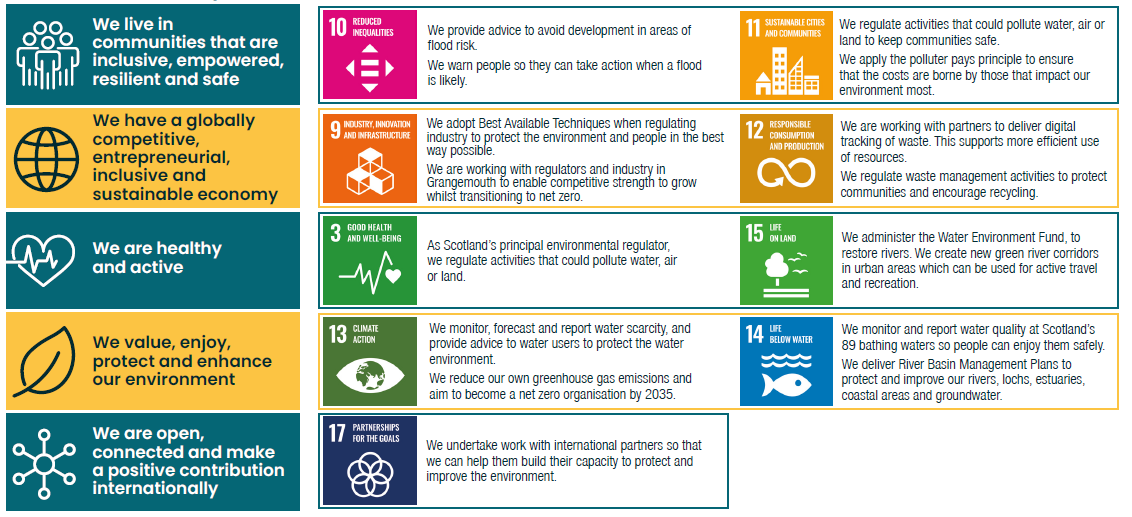 We live in
communities that are
inclusive, empowered,
resilient and safe
10 REDUCED
INEQUALITIES
We provide advice to avoid development in areas of
flood risk.
We warn people so they can take action when a flood
is likely.
11 SUSTAINABLE CITIES
AND COMMUNITIES
We regulate activities that could pollute water, air or
land to keep communities safe.
We apply the polluter pays principle to ensure
that the costs are borne by those that impact our
environment most.
We have a globally
competitive,
entrepreneurial,
inclusive and
sustainable economy
9 INDUSTRY, INNOVATION
AND INFRASTRUCTURE
We adopt Best Available Techniques when regulating
industry to protect the environment and people in the best
way possible.
We are working with regulators and industry in
Grangemouth to enable competitive strength to grow
whilst transitioning to net zero.
12 RESPONSIBLE
CONSUMPTION
AND PRODUCTION
We are working with partners to deliver digital
tracking of waste. This supports more efficient use
of resources.
We regulate waste management activities to protect
communities and encourage recycling.
We are healthy
and active
3 GOOD HEALTH
AND WELL-BEING
As Scotland's principal environmental regulator,
we regulate activities that could pollute water, air
or land.
15 LIFE
ON LAND
We administer the Water Environment Fund, to
restore rivers. We create new green river corridors
in urban areas which can be used for active travel
and recreation.
We value, enjoy,
protect and enhance
our environment
13 CLIMATE
ACTION
We monitor, forecast and report water scarcity, and
provide advice to water users to protect the water
environment.
We reduce our own greenhouse gas emissions and
aim to become a net zero organisation by 2035.
14 LIFE
BELOW WATER
We monitor and report water quality at Scotland's
89 bathing waters so people can enjoy them safely.
We deliver River Basin Management Plans to
protect and improve our rivers, lochs, estuaries,
coastal areas and groundwater.
We are open,
connected and make
a positive contribution
internationally
17 PARTNERSHIPS
FOR THE GOALS
We undertake work with international partners so that
we can help them build their capacity to protect and
improve the environment.